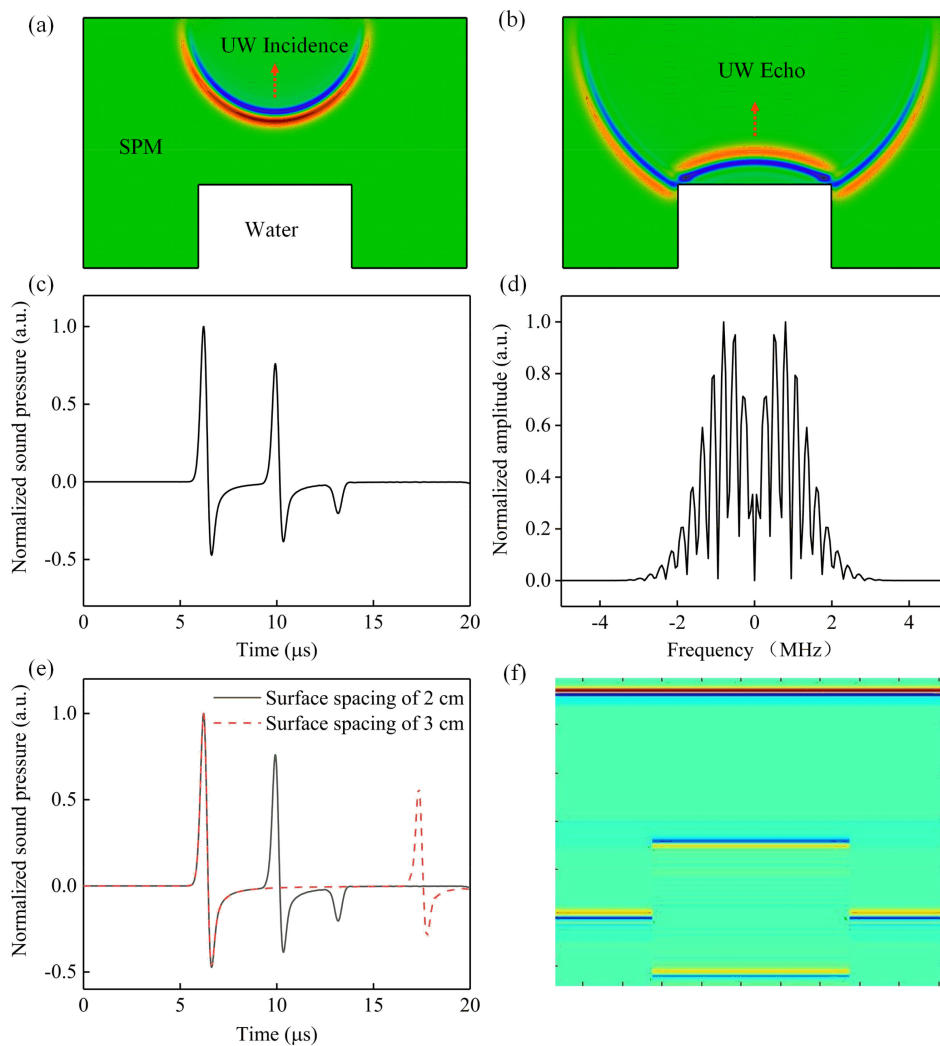 (a)
UW Incidence
SPM
Water
(b)
UW Echo
(c)
Normalized sound pressure (a.u.)
1.0
0.5
0.0
-0.5
0
5
10
15
20
Time (μs)
(d)
Normalized amplitude (a.u.)
1.0
0.8
0.6
0.4
0.2
0.0
-4
-2
0
2
4
Frequency （MHz）
(e)
Normalized sound pressure (a.u.)
1.0
0.5
0.0
-0.5
Surface spacing of 2 cm
Surface spacing of 3 cm
0
5
10
15
20
Time (μs)
(f)